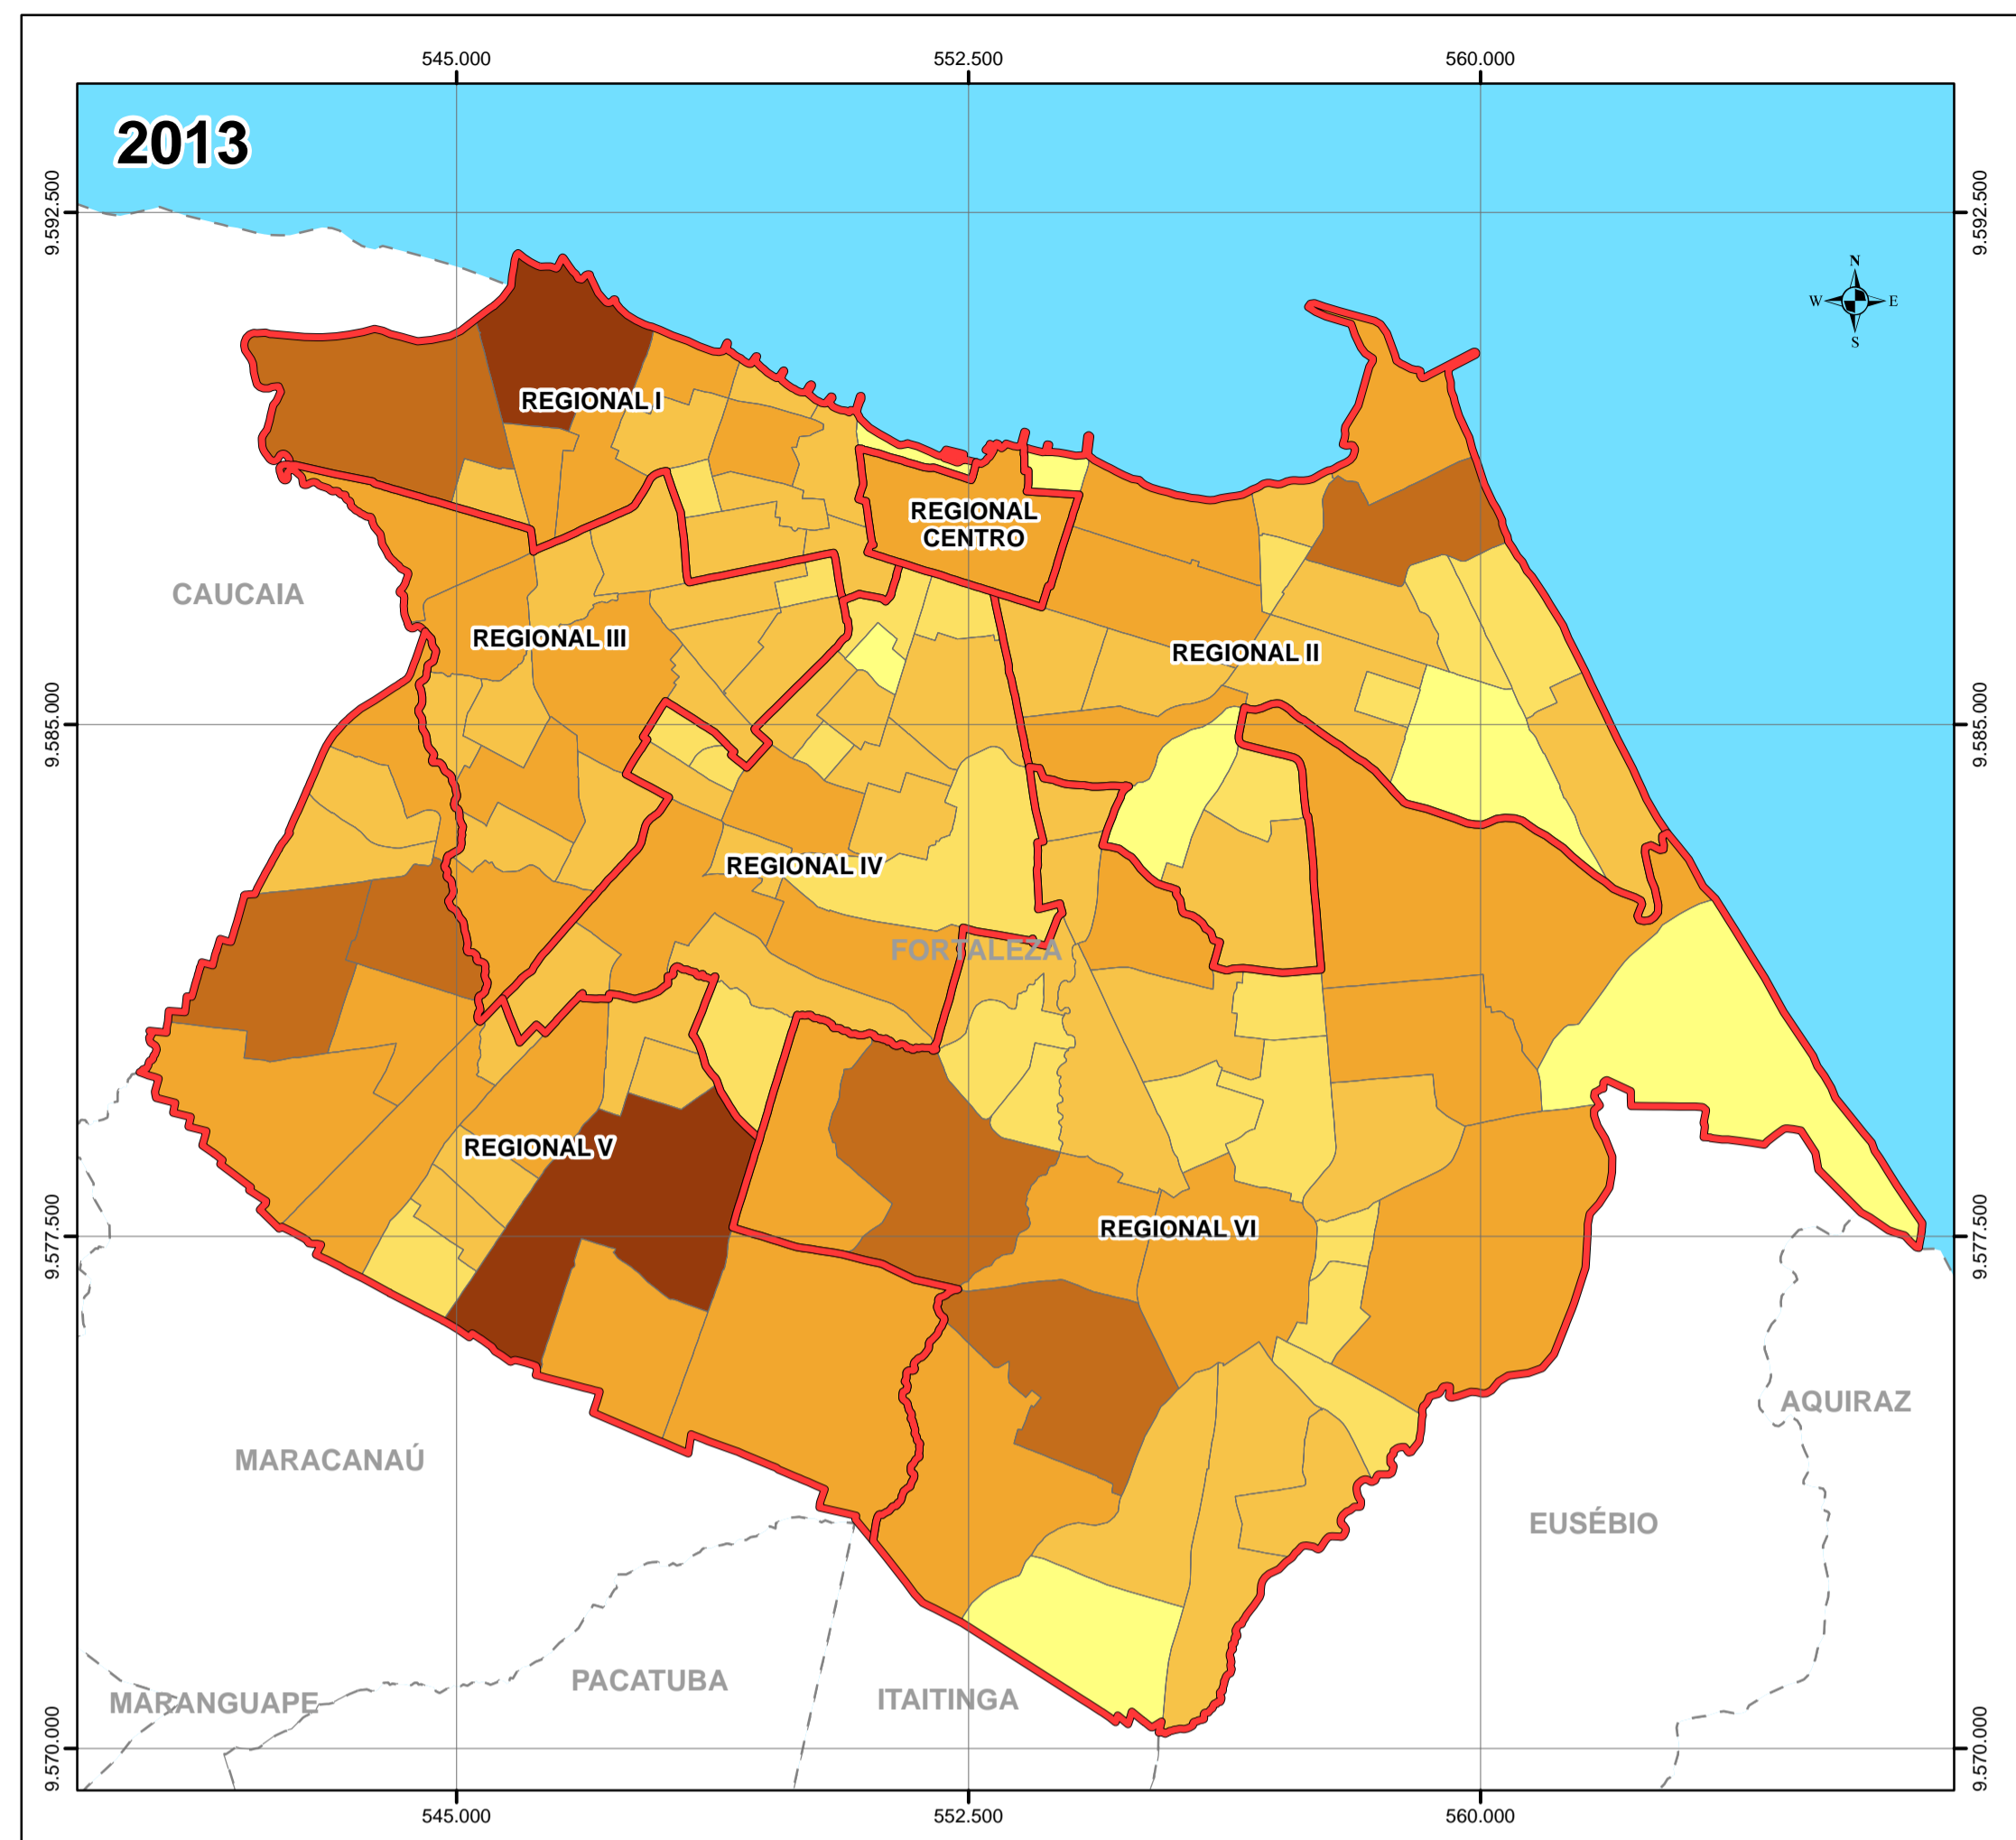 545.000 552.500 560.000
2013
9.592.500 9.592.500
N
W E
S
REGIONAL I
REGIONAL
CENTRO
CAUCAIA
REGIONAL III
REGIONAL II
9.585.000 9.585.000
REGIONAL IV
FORTALEZA
REGIONAL V
REGIONAL VI
9.577.500 9.577.500
AQUIRAZ
MARACANAÚ
EUSÉBIO
PACATUBA
ITAITINGA
MARANGUAPE
9.570.000 9.570.000
545.000 552.500 560.000